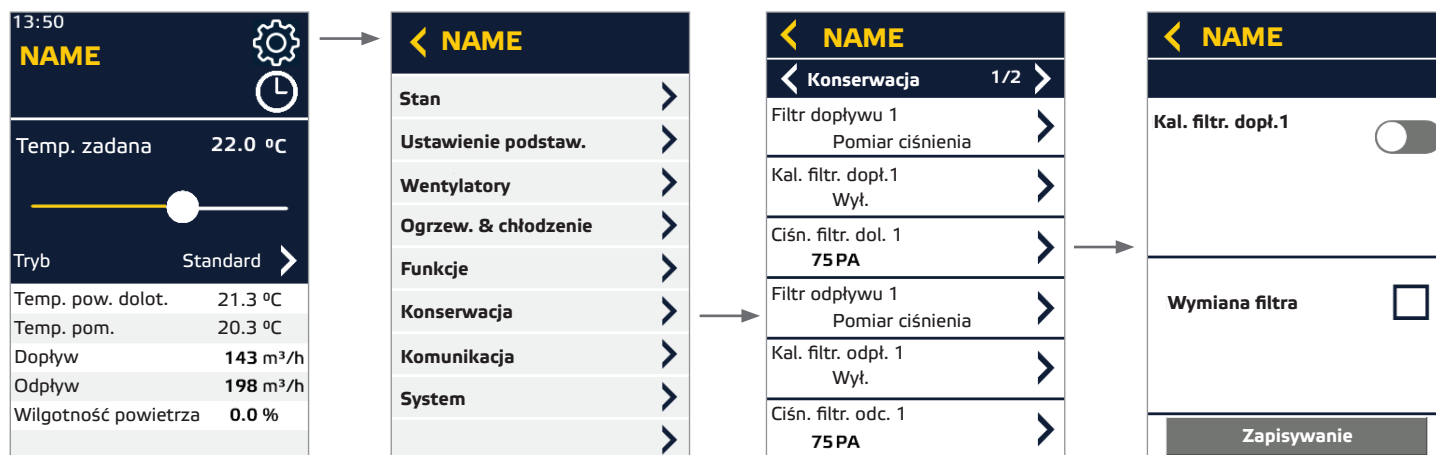 13:50
NAME
Temp. zadana 22.0 ºC
Tryb Standard
Temp. pow. dolot. 21.3 ºC
Temp. pom. 20.3 ºC
Dopływ 143 m³/h
Odpływ 198 m³/h
Wilgotność powietrza 0.0 %
NAME
Stan
Ustawienie podstaw.
Wentylatory
Ogrzew. & chłodzenie
Funkcje
Konserwacja
Komunikacja
System
NAME
Konserwacja 1/2
Filtr dopływu 1
Pomiar ciśnienia
Kal. filtr. dopł.1
Wył.
Ciśn. filtr. dol. 1
75 PA
Filtr odpływu 1
Pomiar ciśnienia
Kal. filtr. odpł. 1
Wył.
Ciśn. filtr. odc. 1
75 PA
NAME
Kal. filtr. dopł.1
Wymiana filtra
Zapisywanie